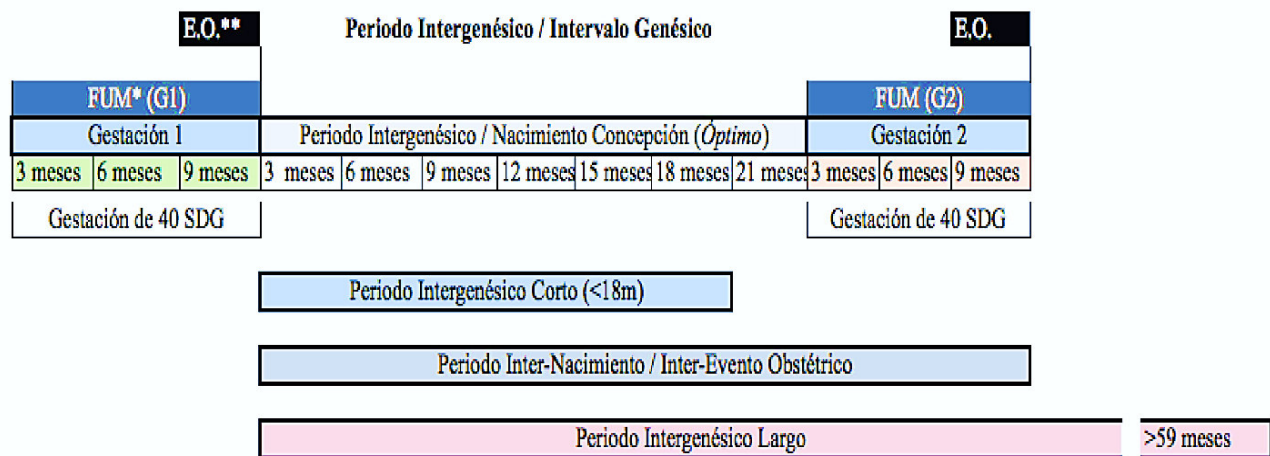 E.O.** Periodo Intergenésico / Intervalo Genésico E.O.
FUM* (G1) FUM (G2)
Gestación 1 Periodo Intergenésico / Nacimiento Concepción (Óptimo) Gestación 2
3 meses 6 meses 9 meses 3 meses 6 meses 9 meses 12 meses 15 meses 18 meses 21 meses 3 meses 6 meses 9 meses
Gestación de 40 SDG Gestación de 40 SDG
Periodo Intergenésico Corto (<18m)
Periodo Inter-Nacimiento / Inter-Evento Obstétrico
Periodo Intergenésico Largo >59 meses